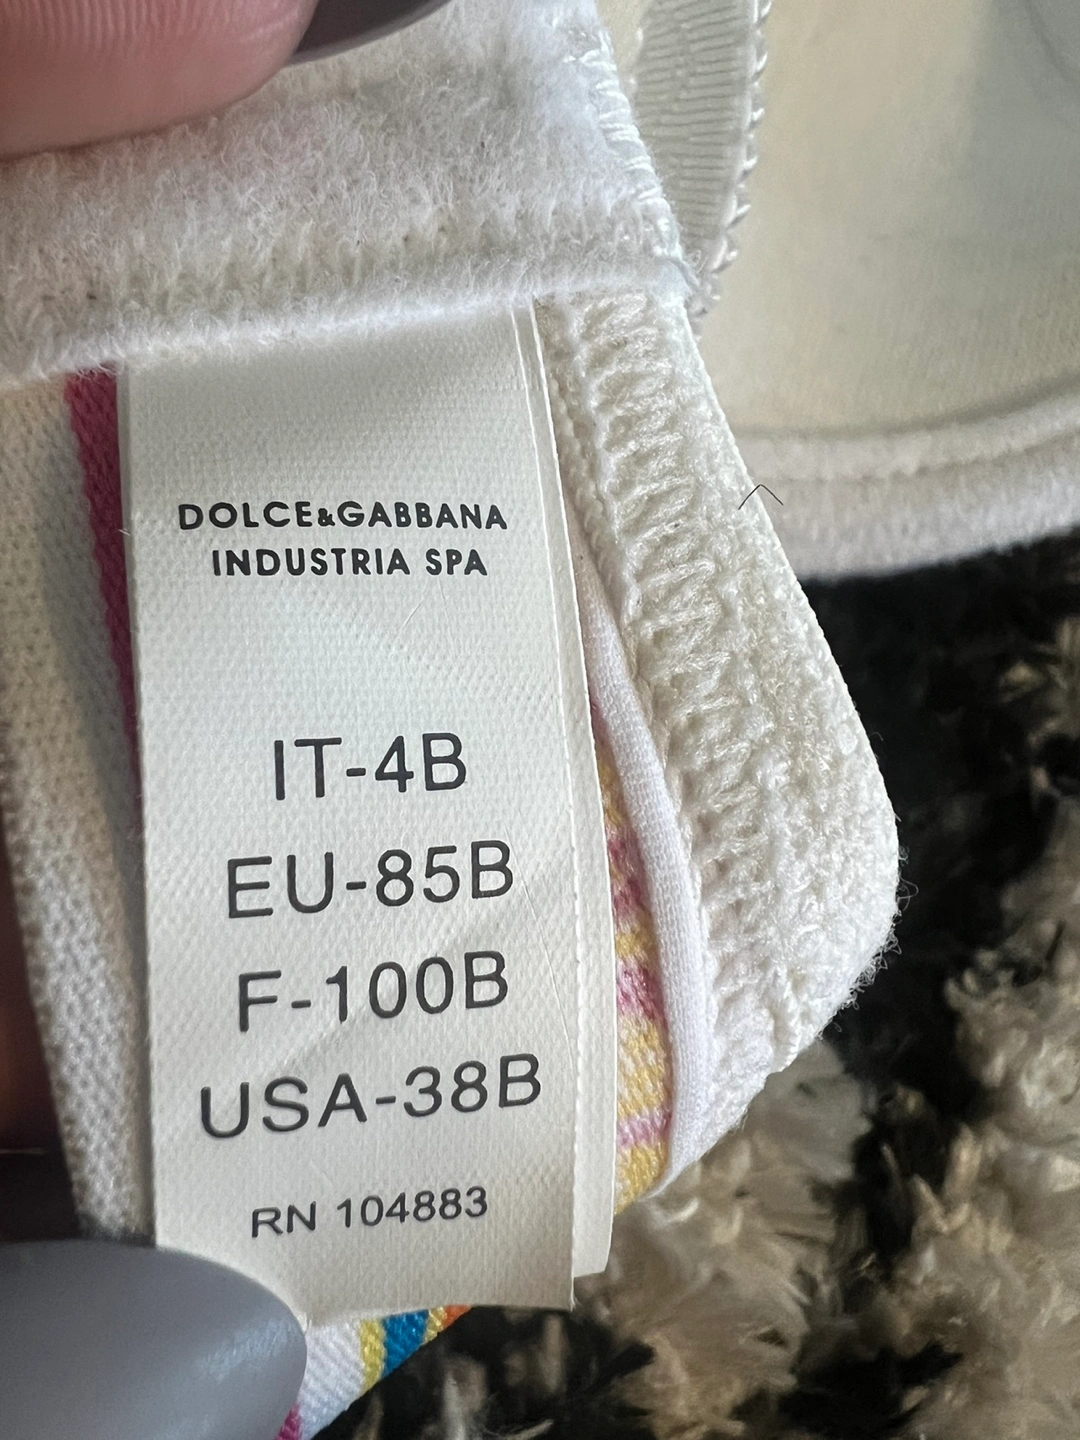 DOLCE&GABBANA
INDUSTRIA SPA
IT-4B
EU-85B
F-100B
USA-38B
RN 104883